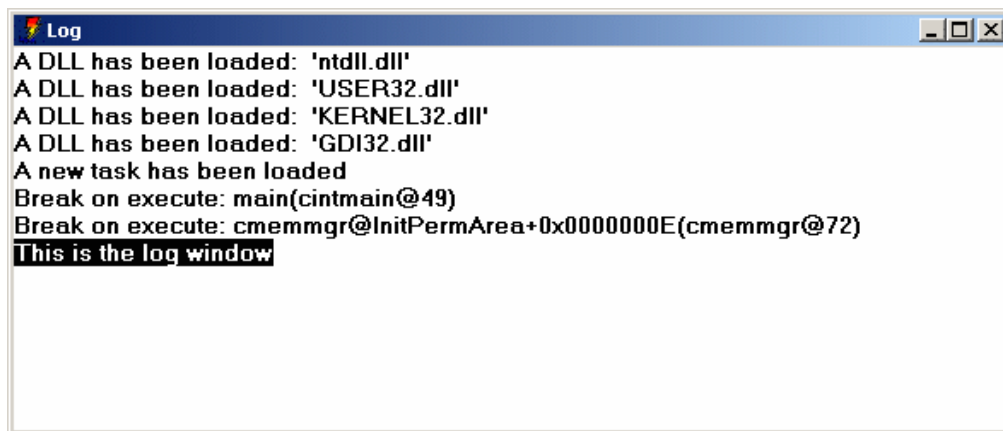 Log
A DLL has been loaded:  'ntdll.dll'
A DLL has been loaded:  'USER32.dll'
A DLL has been loaded:  'KERNEL32.dll'
A DLL has been loaded:  'GDI32.dll'
A new task has been loaded
Break on execute: main(cintmain@49)
Break on execute: cmemmgr@InitPermArea+0x0000000E(cmemmgr@72)
This is the log window